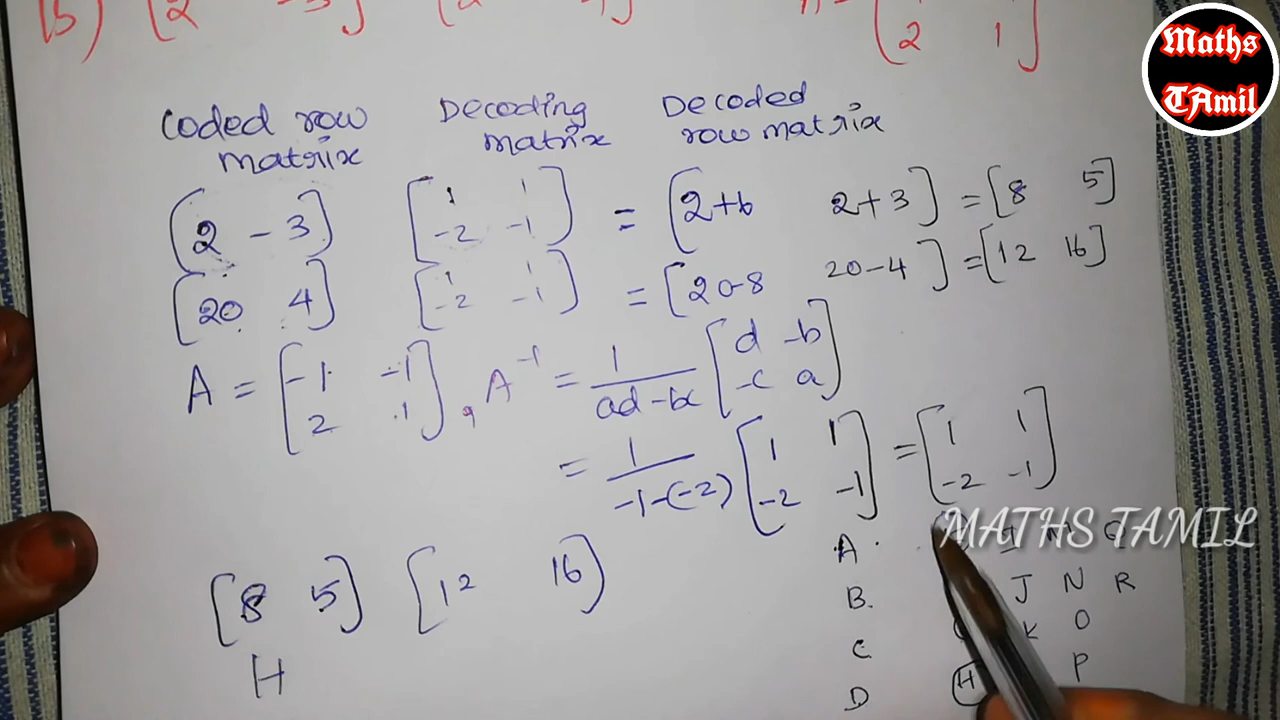 15) [2 -3] 
2 1]
Maths
TAmil
Coded row matrix
Decoding matrix
Decoded row matrix
[2 -3] [1 1 -2 -1] = [2+6 2+3] = [8 5]
[20 4] [1 1 -2 -1] = [20-8 20-4] = [12 16]
A = [-1 -1 2 1], A⁻¹ = 1/(ad-bc) [d -b -c a]
= 1/(-1-(-2)) [1 1 -2 -1] = [1 1 -2 -1]
MATHS TAMIL
[8 5] [12 16]
H
A I M Q
B. J N R
C K O
D H P